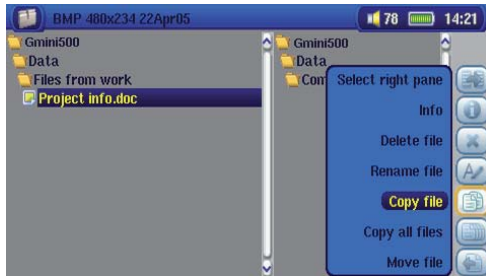 BMP 480x234 22Apr05
78
14:21
Gmini500
Data
Files from work
Project info.doc
Gmini500
Data
Con
Select right pane
Info
Delete file
Rename file
Copy file
Copy all files
Move file